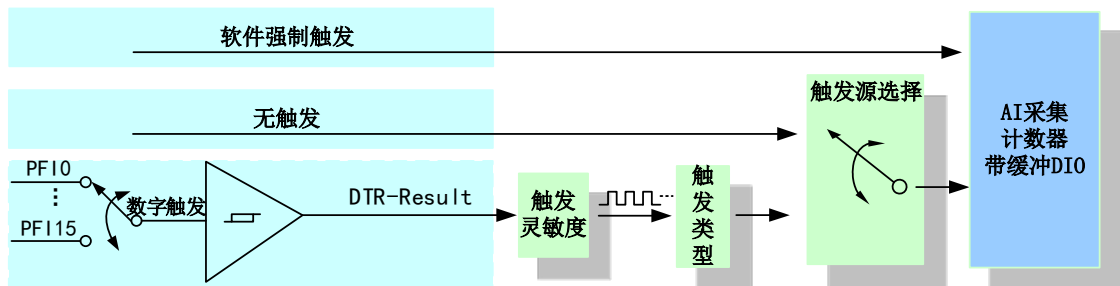 软件强制触发
无触发
触发源选择
AI采集
计数器
带缓冲DIO
PFI0
数字触发
PFI15
DTR-Result
触发
灵敏度
触
发
类
型